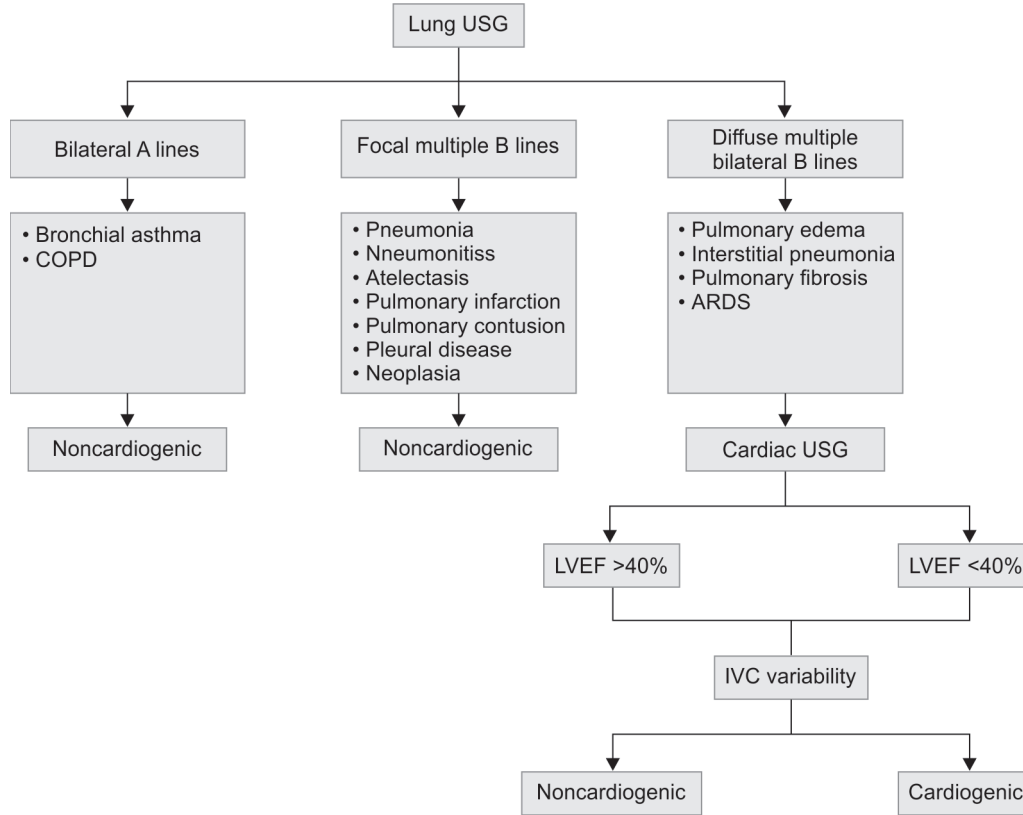 Lung USG
Bilateral A lines
Focal multiple B lines
Diffuse multiple
bilateral B lines
• Bronchial asthma
• COPD
• Pneumonia
• Nneumonitiss
• Atelectasis
• Pulmonary infarction
• Pulmonary contusion
• Pleural disease
• Neoplasia
• Pulmonary edema
• Interstitial pneumonia
• Pulmonary fibrosis
• ARDS
Noncardiogenic
Noncardiogenic
Cardiac USG
LVEF >40%
LVEF <40%
IVC variability
Noncardiogenic
Cardiogenic